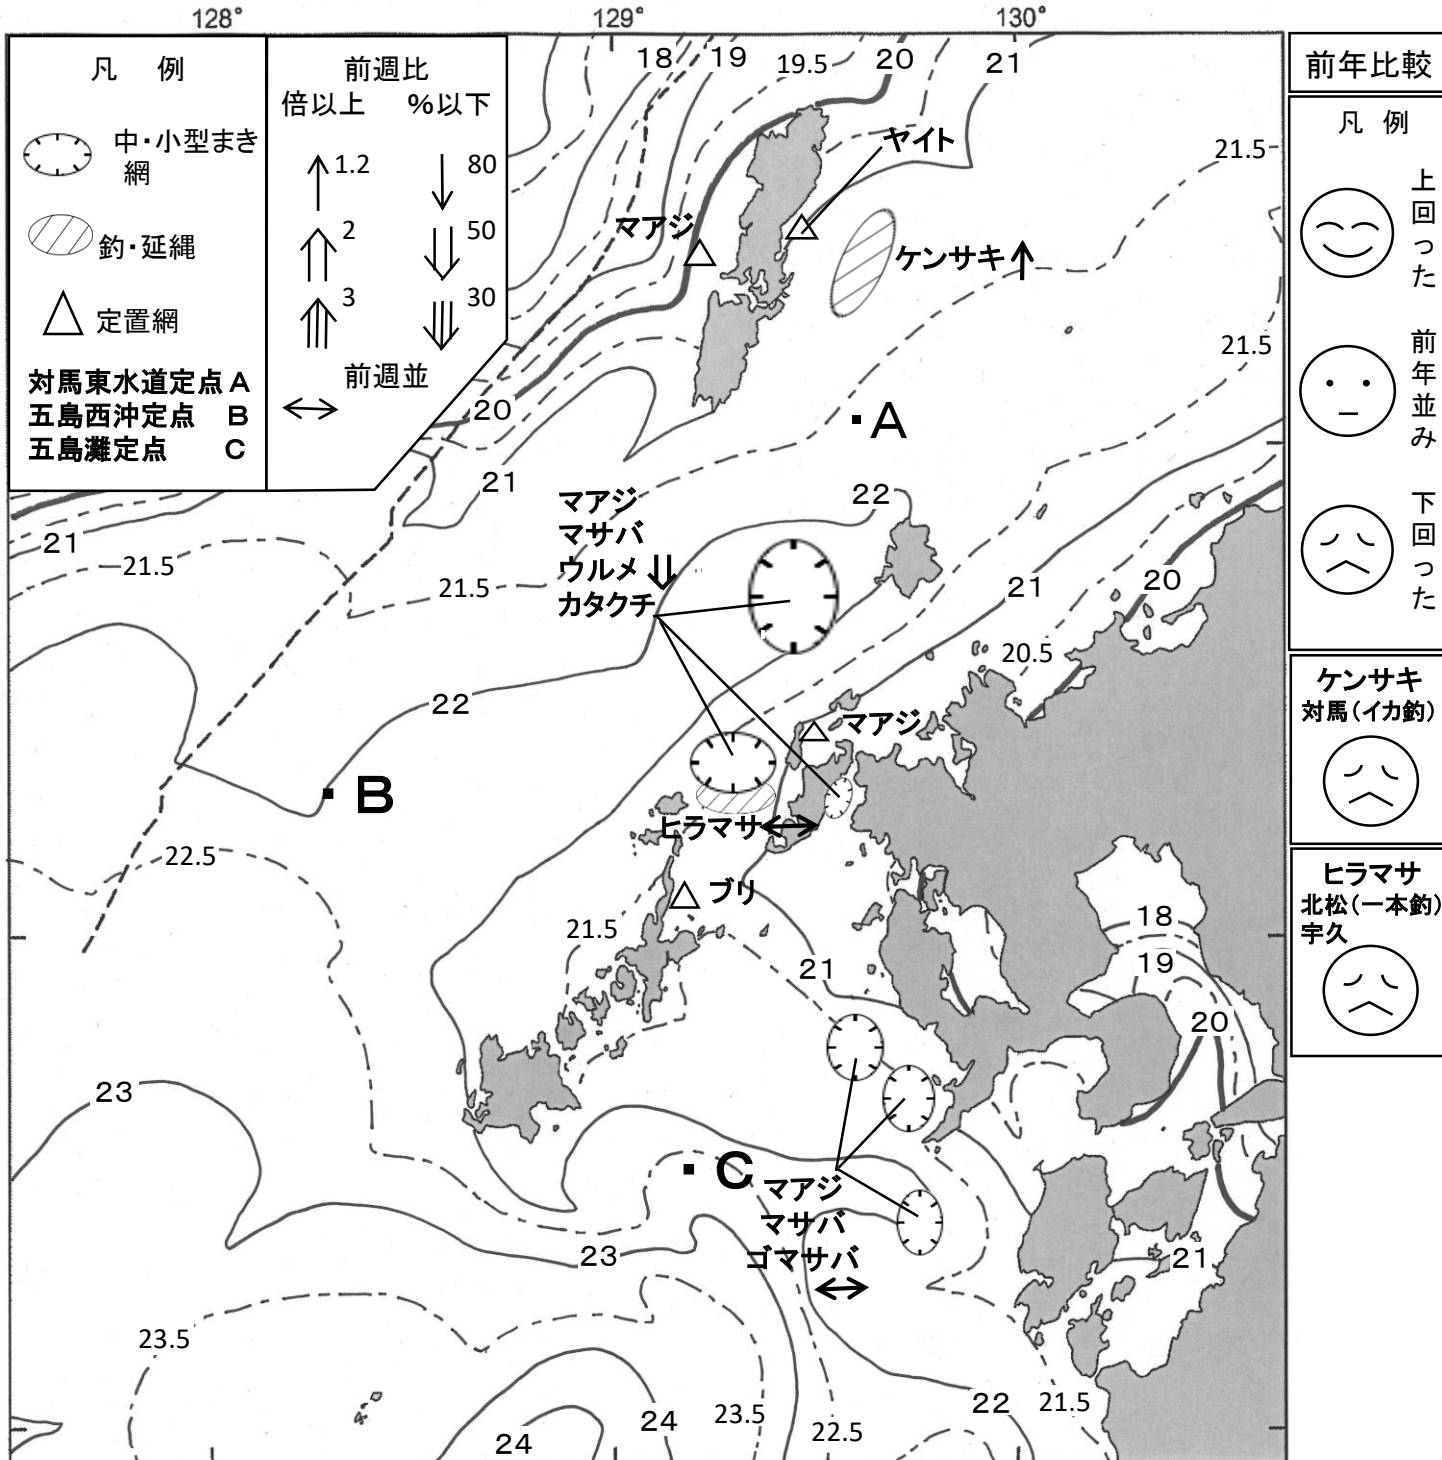 128°
129°
130°
凡 例
中・小型まき
網
釣・延縄
定置網
対馬東水道定点 A
五島西沖定点 B
五島灘定点 C
前週比
倍以上 %以下
1.2 80
2 50
3 30
前週並
前年比較
凡 例
上回った
前年並み
下回った
ケンサキ
対馬(イカ釣)
ヒラマサ
北松(一本釣)
宇久
18
19
19.5
20
21
ヤイト
21.5
マアジ
ケンサキ
21.5
20
A
21
22
マアジ
マサバ
ウルメ
カタクチ
21
21.5
21.5
21
20
20.5
22
マアジ
B
ヒラマサ
22.5
ブリ
21.5
18
21
19
20
23
C
マアジ
マサバ
ゴマサバ
23
21
23.5
24
24
23.5
22.5
22
21.5